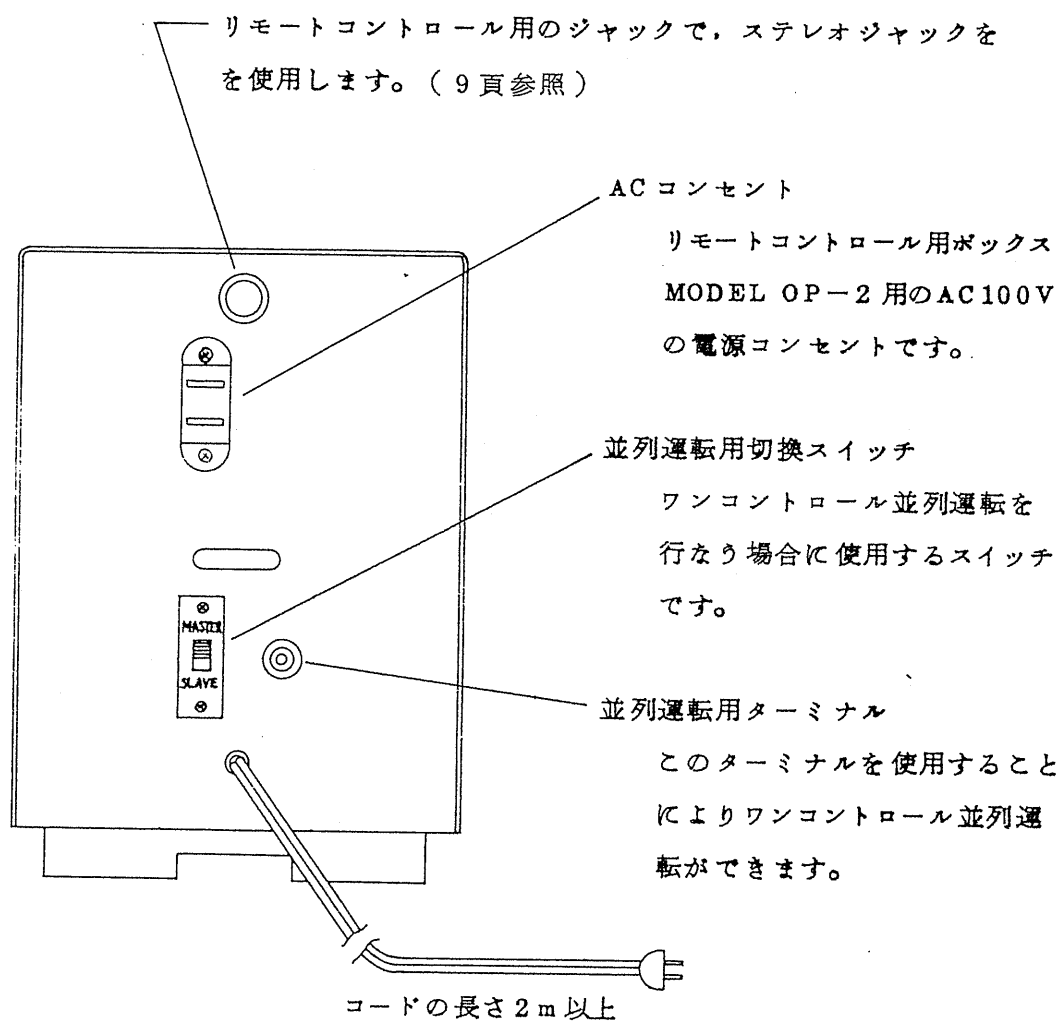 リモートコントロール用のジャックで，ステレオジャックを
を使用します。（9頁参照）
ACコンセント
リモートコントロール用ボックス
MODEL OP－2 用のAC100V
の電源コンセントです。
並列運転用切換スイッチ
ワンコントロール並列運転を
行なう場合に使用するスイッチ
です。
MASTER
SLAVE
並列運転用ターミナル
このターミナルを使用すること
によりワンコントロール並列運
転ができます。
コードの長さ2m以上